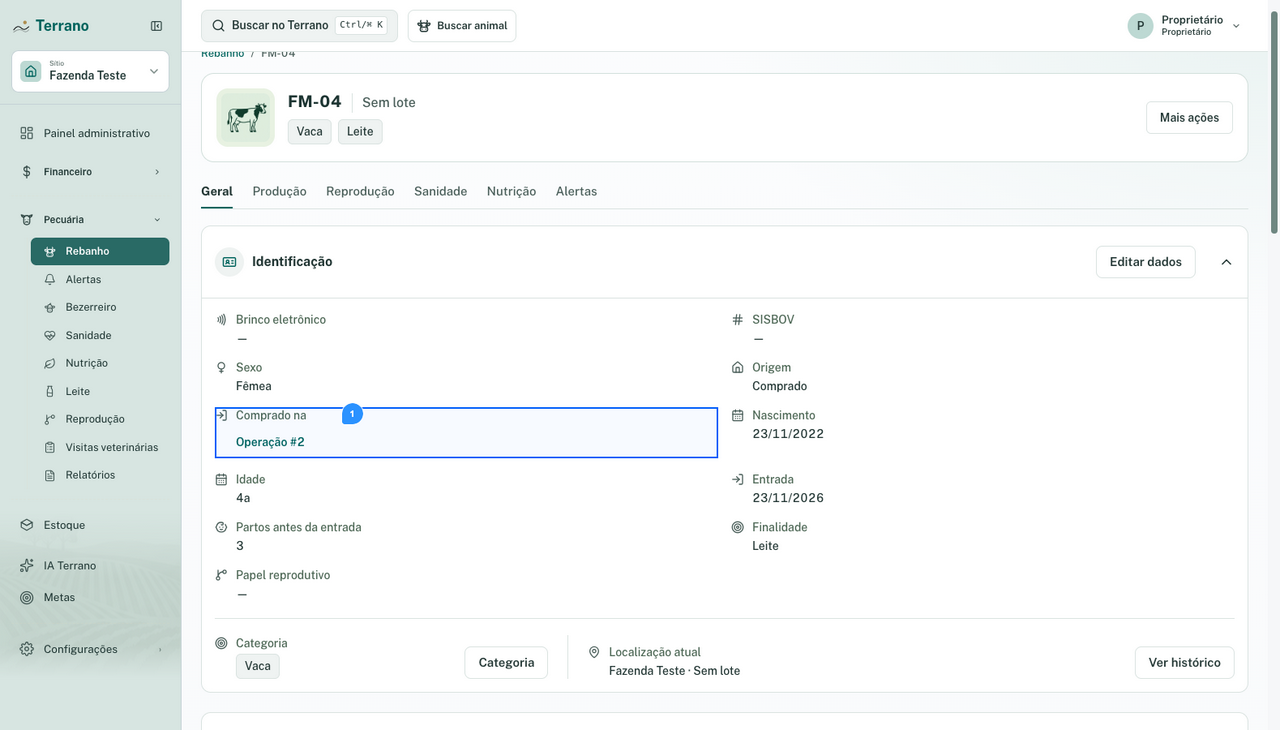 Terrano
Buscar no Terrano
Ctrl/⌘ K
Buscar animal
P
Proprietário
Proprietário
Sítio
Fazenda Teste
Painel administrativo
Financeiro
Pecuária
Rebanho
Alertas
Bezerreiro
Sanidade
Nutrição
Leite
Reprodução
Visitas veterinárias
Relatórios
Estoque
IA Terrano
Metas
Configurações
Rebanho / FM-04
FM-04
Sem lote
Vaca
Leite
Mais ações
Geral
Produção
Reprodução
Sanidade
Nutrição
Alertas
Identificação
Editar dados
Brinco eletrônico
—
SISBOV
—
Sexo
Fêmea
Origem
Comprado
Comprado na
1
Operação #2
Nascimento
23/11/2022
Idade
4a
Entrada
23/11/2026
Partos antes da entrada
3
Finalidade
Leite
Papel reprodutivo
—
Categoria
Vaca
Categoria
Localização atual
Fazenda Teste · Sem lote
Ver histórico